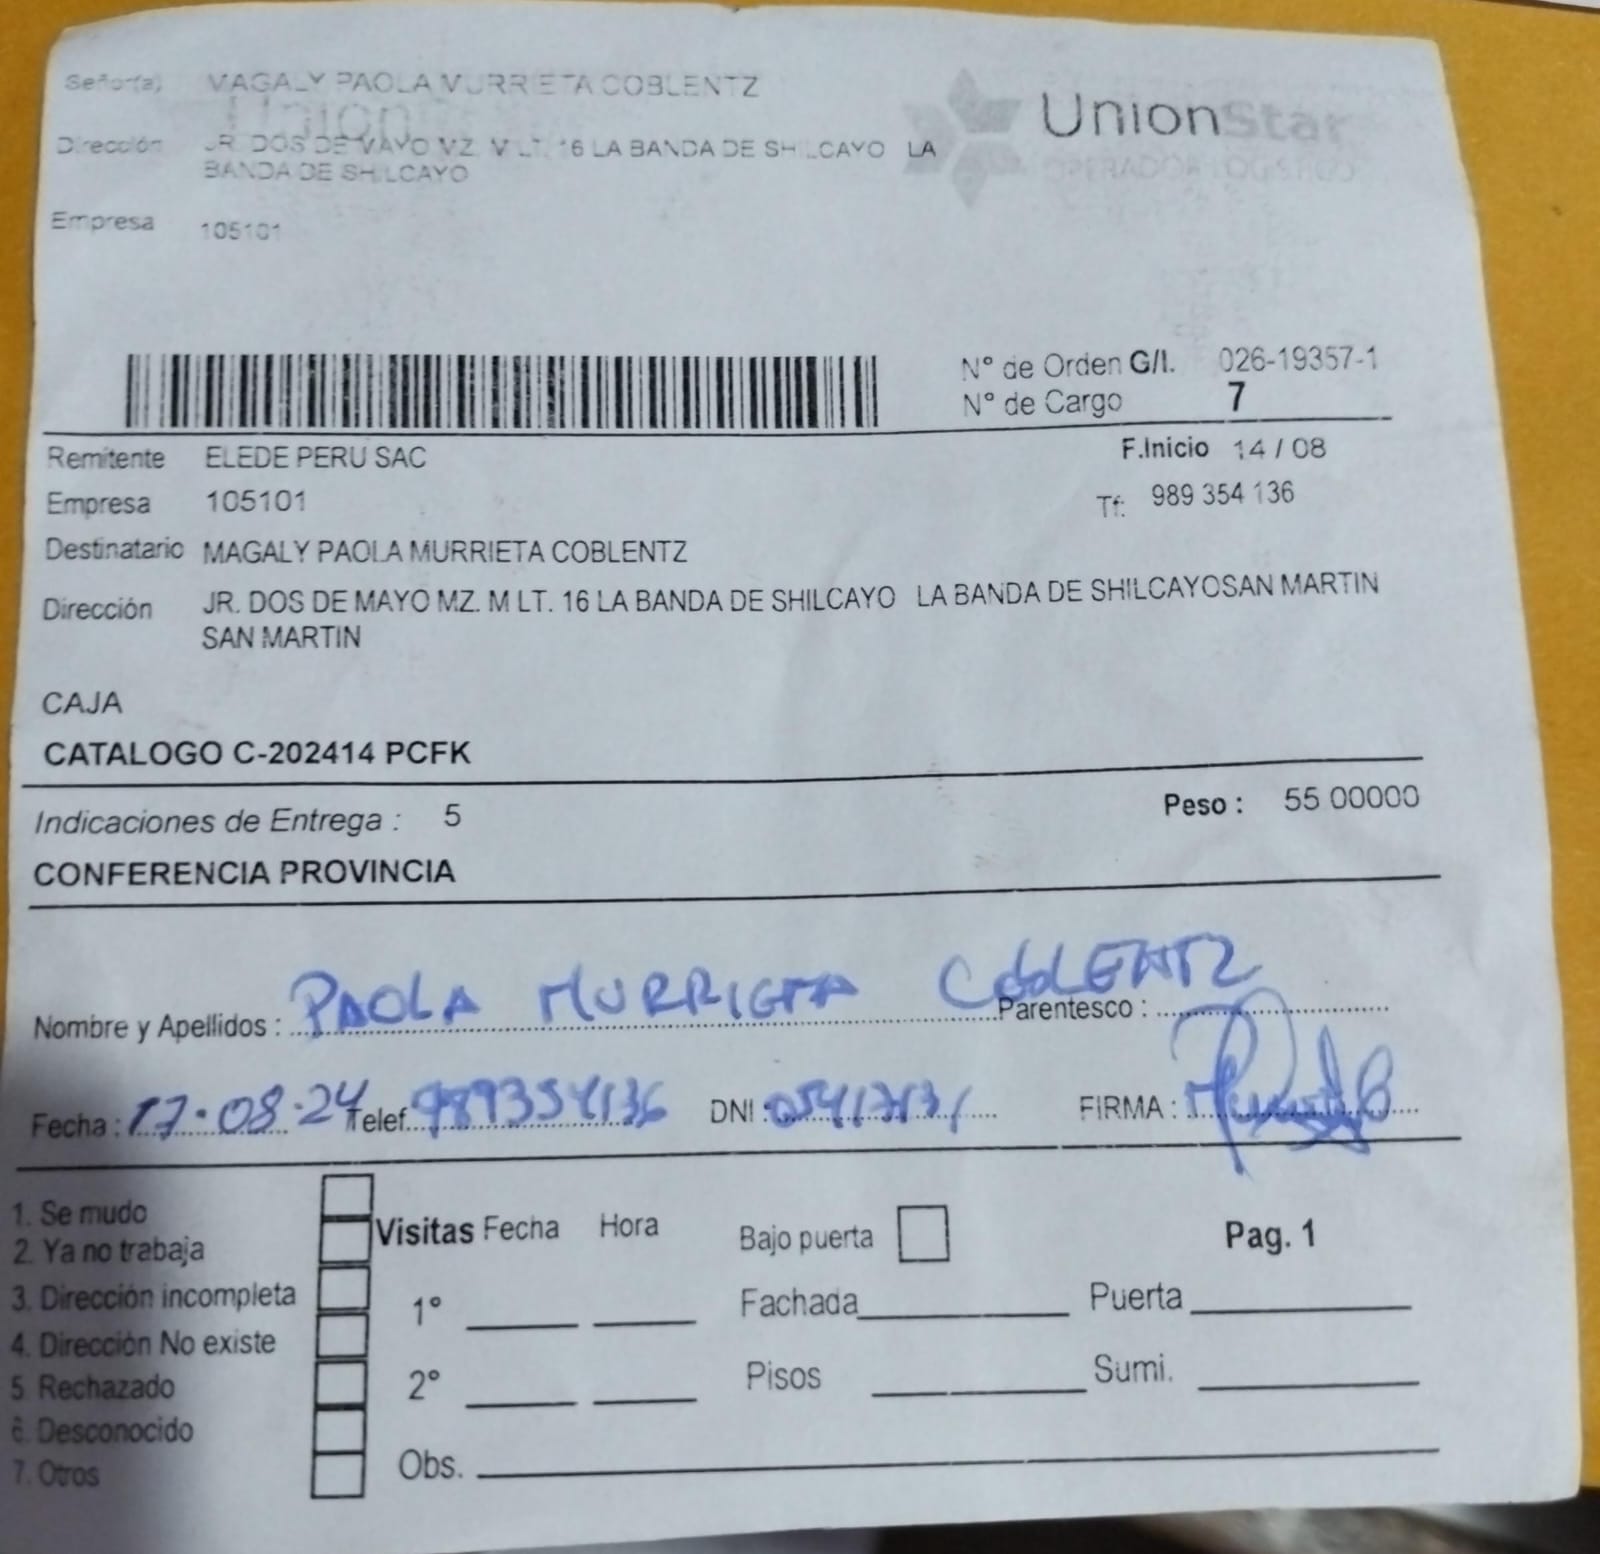 Señor(a) MAGALY PAOLA MURRIETA COBLENTZ
UnionStar
OPERADOR LOGISTICO
Dirección JR. DOS DE MAYO MZ. M LT. 16 LA BANDA DE SHILCAYO LA
BANDA DE SHILCAYO
Empresa 105101
N° de Orden G/I. 026-19357-1
N° de Cargo 7
Remitente ELEDE PERU SAC
F.Inicio 14 / 08
Empresa 105101
Tf: 989 354 136
Destinatario MAGALY PAOLA MURRIETA COBLENTZ
Dirección JR. DOS DE MAYO MZ. M LT. 16 LA BANDA DE SHILCAYO LA BANDA DE SHILCAYOSAN MARTIN
SAN MARTIN
CAJA
CATALOGO C-202414 PCFK
Indicaciones de Entrega : 5
Peso : 55 00000
CONFERENCIA PROVINCIA
Nombre y Apellidos : PAOLA MURRIETA COBLENTZ Parentesco :
Fecha : 17-08-24 Telef. 989354136 DNI : FIRMA :
1. Se mudo
2. Ya no trabaja
3. Dirección incompleta
4. Dirección No existe
5 Rechazado
6. Desconocido
7. Otros
Visitas Fecha Hora
1°
2°
Obs.
Bajo puerta
Pag. 1
Fachada Puerta
Pisos Sumi.